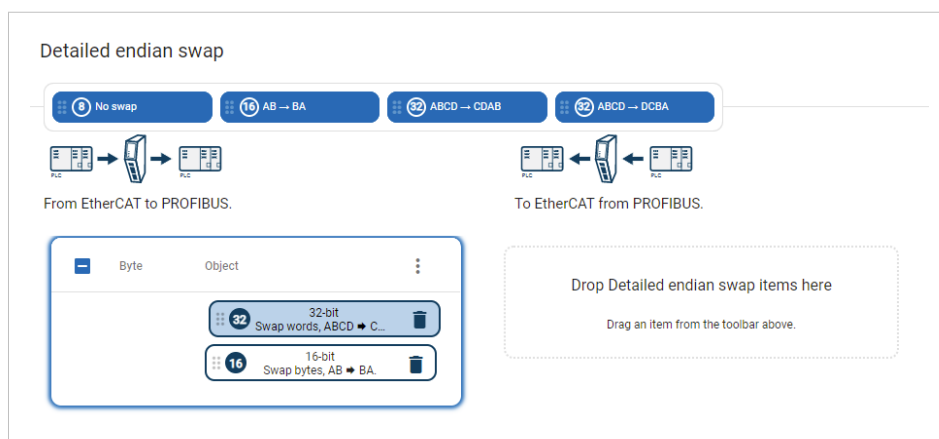 Detailed endian swap
8 No swap
16 AB → BA
32 ABCD → CDAB
32 ABCD → DCBA
PLC PLC
PLC PLC
From EtherCAT to PROFIBUS.
To EtherCAT from PROFIBUS.
Byte Object
32 32-bit
Swap words, ABCD ➡ C...
16 16-bit
Swap bytes, AB ➡ BA.
Drop Detailed endian swap items here
Drag an item from the toolbar above.